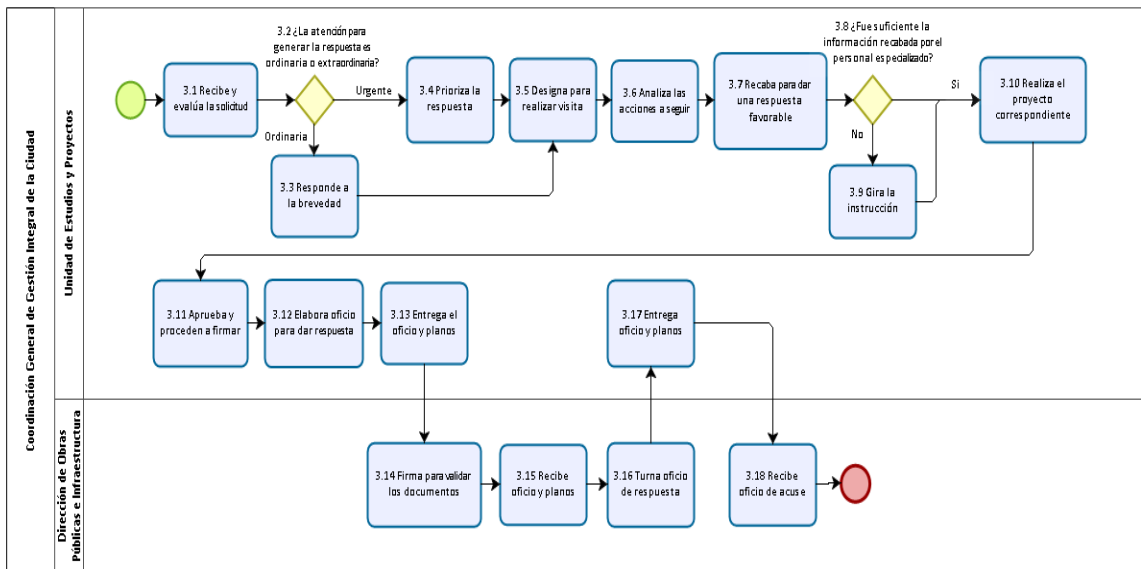 Coordinación General de Gestión Integral de la Ciudad
Unidad de Estudios y Proyectos
3.1 Recibe y
evalúa la solicitud
3.2 ¿La atención para
generar la respuesta es
ordinaria o extraordinaria?
Urgente
Ordinaria
3.3 Responde a
la brevedad
3.4 Prioriza la
respuesta
3.5 Designa para
realizar visita
3.6 Analiza las
acciones a seguir
3.7 Recaba para dar
una respuesta
favorable
3.8 ¿Fue suficiente la
información recabada por el
personal especializado?
Si
No
3.9 Gira la
instrucción
3.10 Realiza el
proyecto
correspondiente
3.11 Aprueba y
proceden a firmar
3.12 Elabora oficio
para dar respuesta
3.13 Entrega el
oficio y planos
3.17 Entrega
oficio y planos
Dirección de Obras
Públicas e Infraestructura
3.14 Firma para validar
los documentos
3.15 Recibe
oficio y planos
3.16 Turna oficio
de respuesta
3.18 Recibe
oficio de acuse